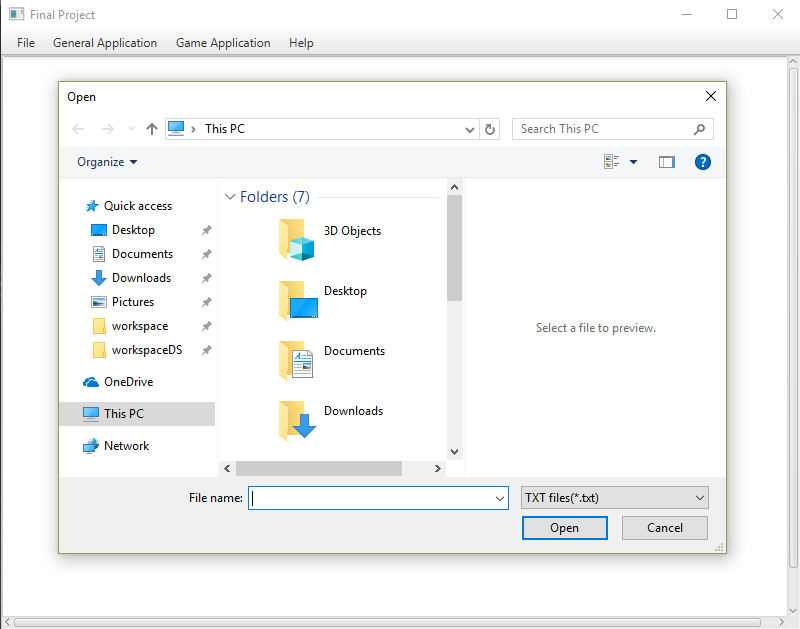 Final Project
File General Application Game Application Help
Open
This PC
Search This PC
Organize
?
Quick access
Desktop
Documents
Downloads
Pictures
workspace
workspaceDS
OneDrive
This PC
Network
Folders (7)
3D Objects
Desktop
Documents
Downloads
Select a file to preview.
File name:
TXT files(*.txt)
Open Cancel